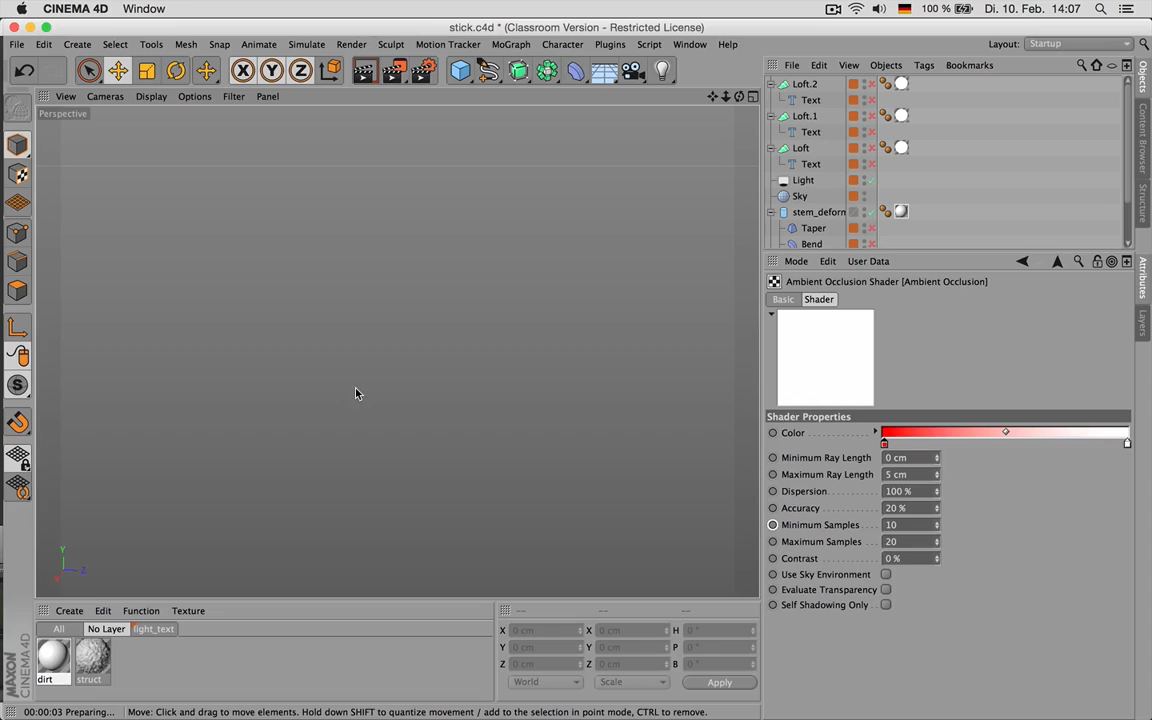 CINEMA 4D Window 100 % Di. 10. Feb. 14:07
stick.c4d * (Classroom Version - Restricted License)
File Edit Create Select Tools Mesh Snap Animate Simulate Render Sculpt Motion Tracker MoGraph Character Plugins Script Window Help Layout: Startup
X Y Z
File Edit View Objects Tags Bookmarks
View Cameras Display Options Filter Panel
Perspective
Loft.2
Text
Loft.1
Text
Loft
Text
Light
Sky
stem_deform
Taper
Bend
Objects
Content Browser
Structure
Attributes
Layers
Mode Edit User Data
Ambient Occlusion Shader [Ambient Occlusion]
Basic Shader
Shader Properties
Color
Minimum Ray Length 0 cm
Maximum Ray Length 5 cm
Dispersion 100 %
Accuracy 20 %
Minimum Samples 10
Maximum Samples 20
Contrast 0 %
Use Sky Environment
Evaluate Transparency
Self Shadowing Only
S
Y
Z
X
Create Edit Function Texture
All No Layer light_text
dirt struct
-- -- --
X 0 cm X 0 cm H 0 °
Y 0 cm Y 0 cm P 0 °
Z 0 cm Z 0 cm B 0 °
World Scale Apply
MAXON
CINEMA 4D
00:00:03 Preparing... Move: Click and drag to move elements. Hold down SHIFT to quantize movement / add to the selection in point mode, CTRL to remove.